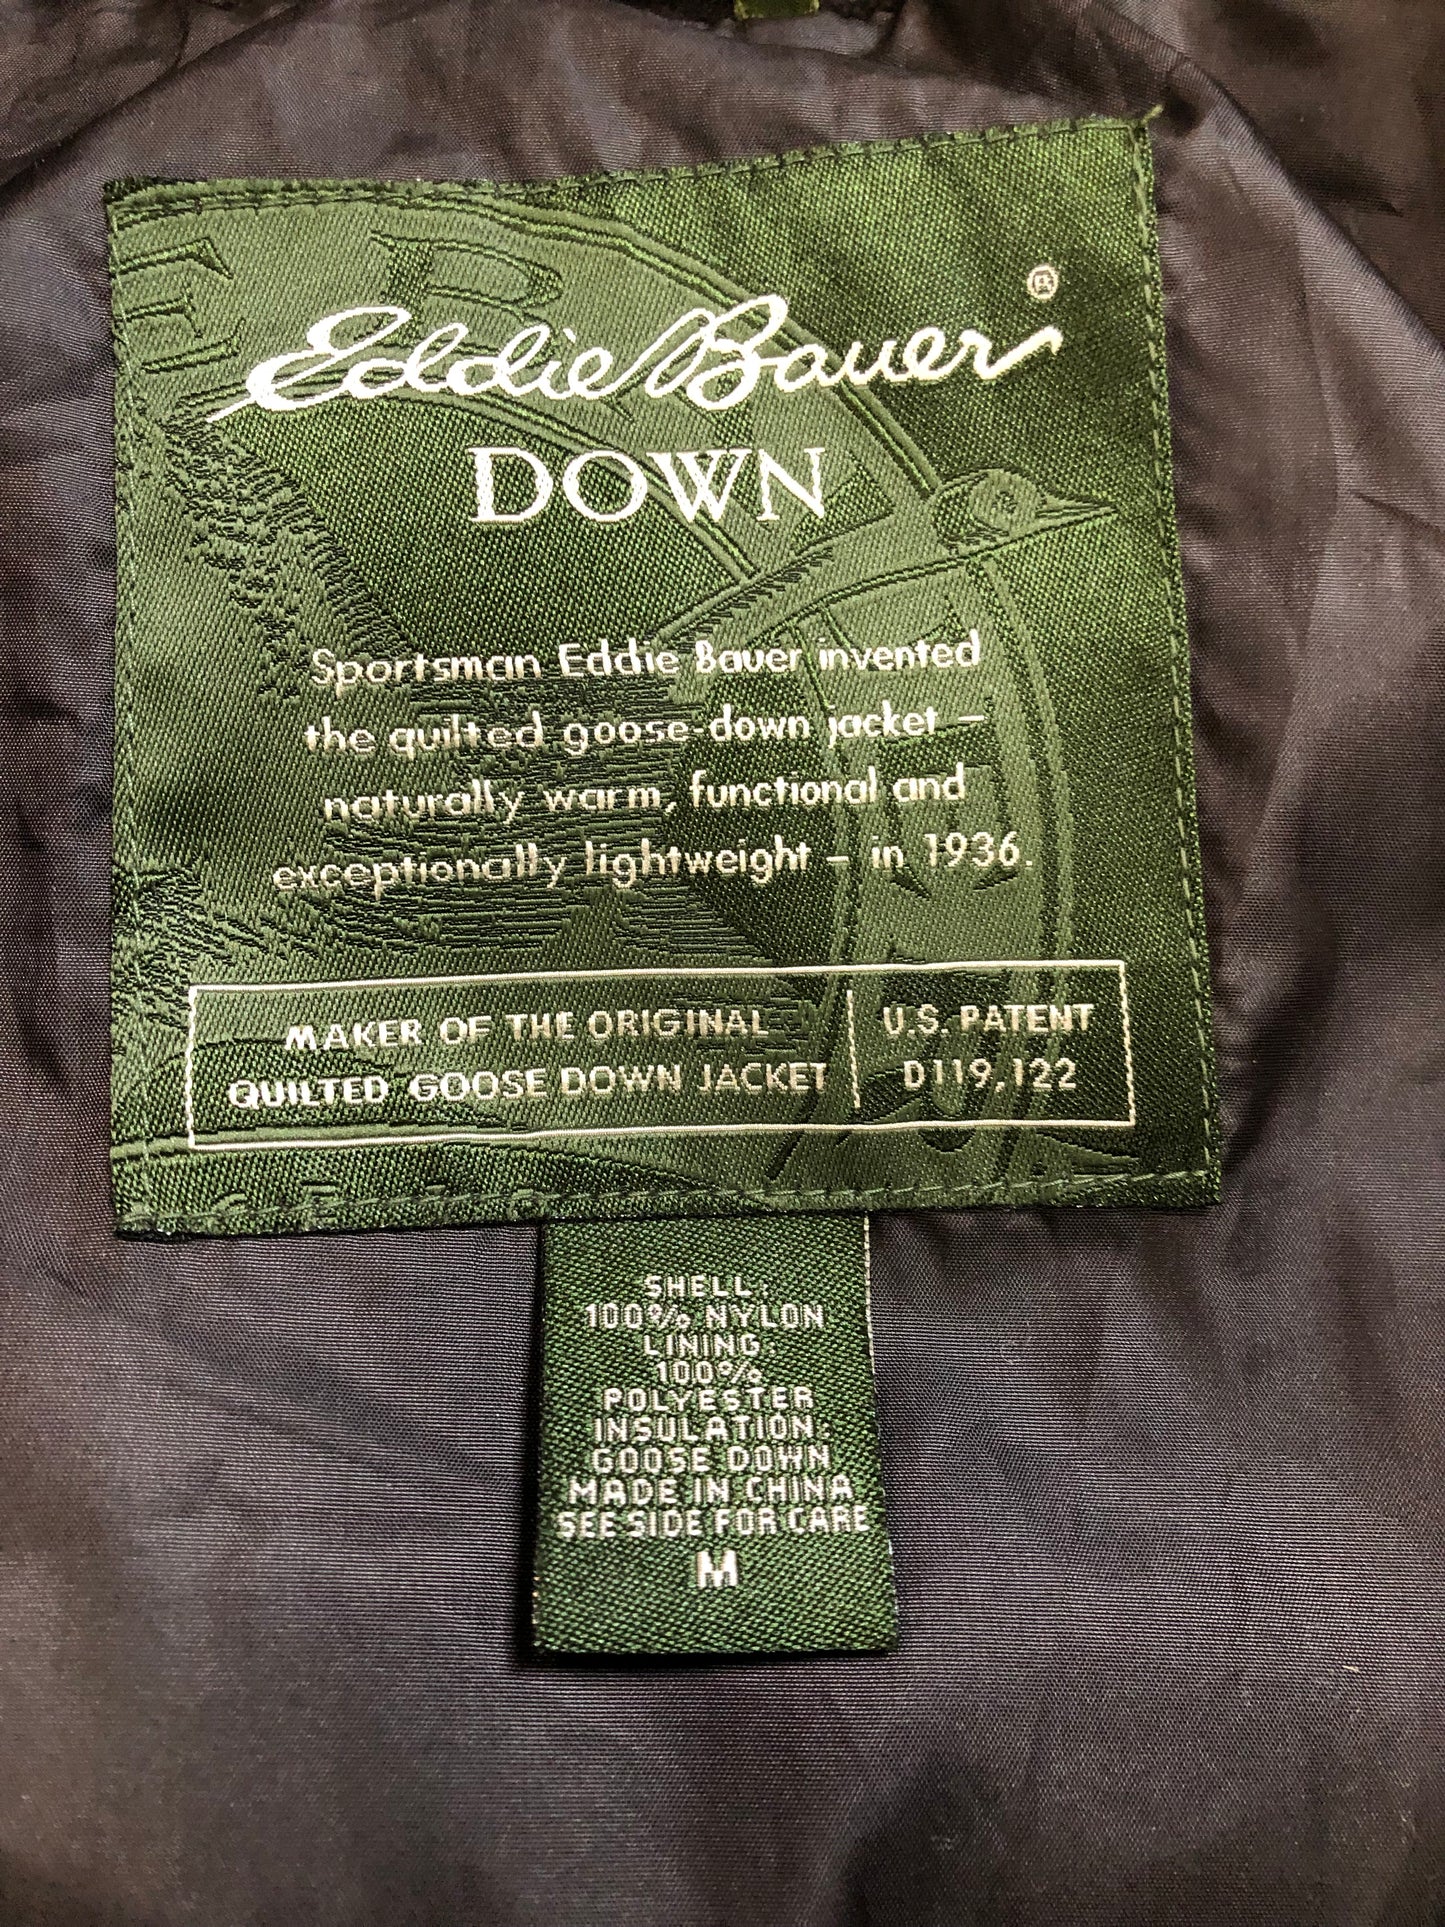 Eddie Bauer®
DOWN
Sportsman Eddie Bauer invented
the quilted goose-down jacket –
naturally warm, functional and
exceptionally lightweight – in 1936.
MAKER OF THE ORIGINAL
QUILTED GOOSE DOWN JACKET
U.S. PATENT
D119,122
SHELL:
100% NYLON
LINING:
100%
POLYESTER
INSULATION:
GOOSE DOWN
MADE IN CHINA
SEE SIDE FOR CARE
M